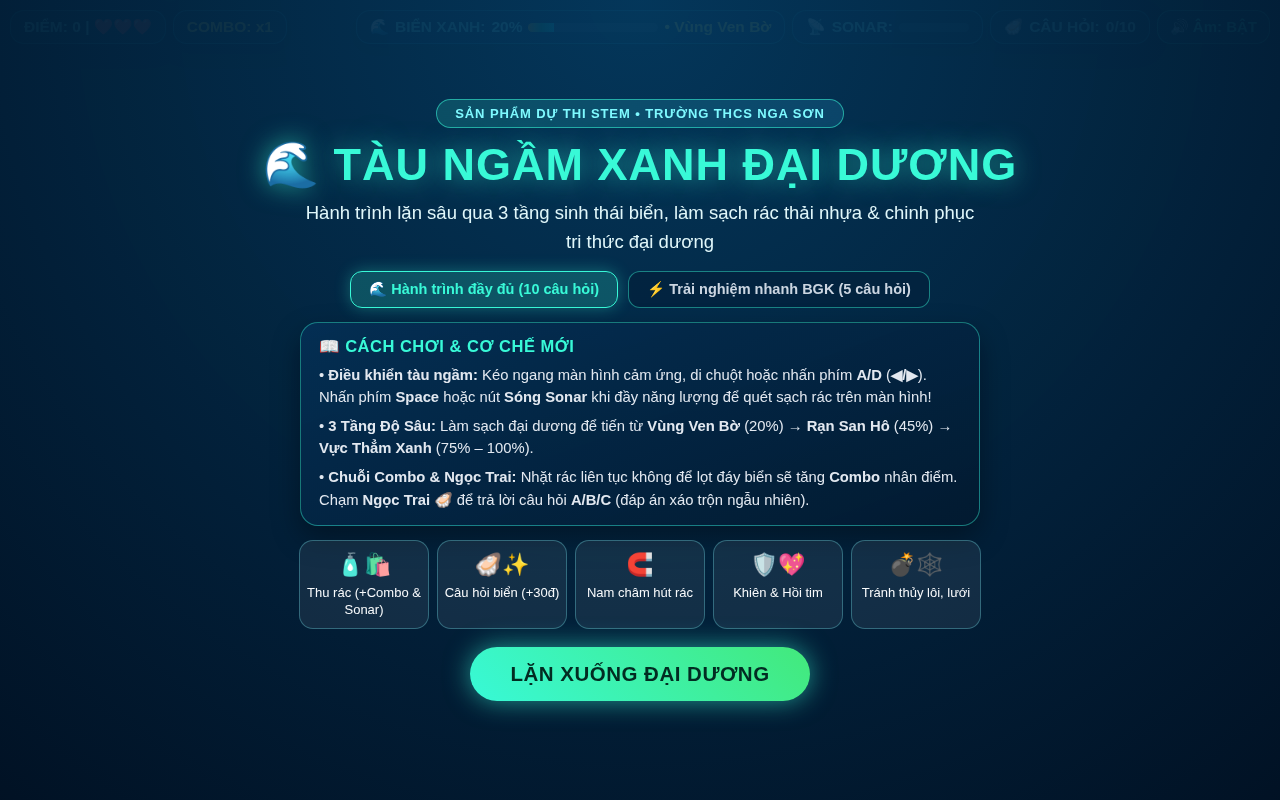 ĐIỂM: 0 | ❤️❤️❤️
COMBO: x1
🌊 BIỂN XANH: 20% • Vùng Ven Bờ
📡 SONAR:
🦪 CÂU HỎI: 0/10
🔊 Âm: BẬT
SẢN PHẨM DỰ THI STEM • TRƯỜNG THCS NGA SƠN
🌊 TÀU NGẦM XANH ĐẠI DƯƠNG
Hành trình lặn sâu qua 3 tầng sinh thái biển, làm sạch rác thải nhựa & chinh phục
tri thức đại dương
🌊 Hành trình đầy đủ (10 câu hỏi)
⚡ Trải nghiệm nhanh BGK (5 câu hỏi)
📖 CÁCH CHƠI & CƠ CHẾ MỚI
• Điều khiển tàu ngầm: Kéo ngang màn hình cảm ứng, di chuột hoặc nhấn phím A/D (◀/▶).
Nhấn phím Space hoặc nút Sóng Sonar khi đầy năng lượng để quét sạch rác trên màn hình!
• 3 Tầng Độ Sâu: Làm sạch đại dương để tiến từ Vùng Ven Bờ (20%) → Rạn San Hô (45%) →
Vực Thẳm Xanh (75% – 100%).
• Chuỗi Combo & Ngọc Trai: Nhặt rác liên tục không để lọt đáy biển sẽ tăng Combo nhân điểm.
Chạm Ngọc Trai 🦪 để trả lời câu hỏi A/B/C (đáp án xáo trộn ngẫu nhiên).
Thu rác (+Combo &
Sonar)
Câu hỏi biển (+30đ)
Nam châm hút rác
Khiên & Hồi tim
Tránh thủy lôi, lưới
LẶN XUỐNG ĐẠI DƯƠNG